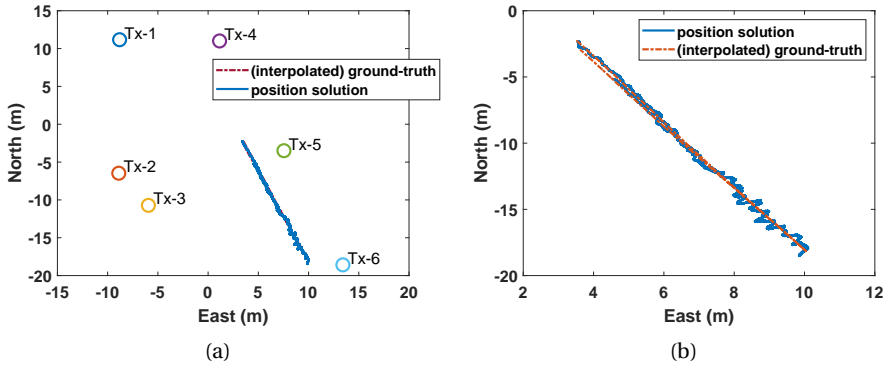 15
10
5
0
-5
-10
-15
-20
North (m)
Tx-1
Tx-4
(interpolated) ground-truth
position solution
Tx-5
Tx-2
Tx-3
Tx-6
-15 -10 -5 0 5 10 15 20
East (m)
(a)
0
-5
-10
-15
-20
North (m)
position solution
(interpolated) ground-truth
2 4 6 8 10 12
East (m)
(b)